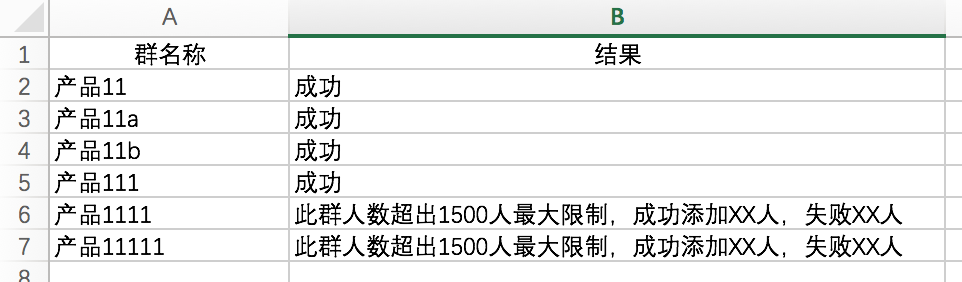 A B
1 群名称 结果
2 产品11 成功
3 产品11a 成功
4 产品11b 成功
5 产品111 成功
6 产品1111 此群人数超出1500人最大限制，成功添加XX人，失败XX人
7 产品11111 此群人数超出1500人最大限制，成功添加XX人，失败XX人
8